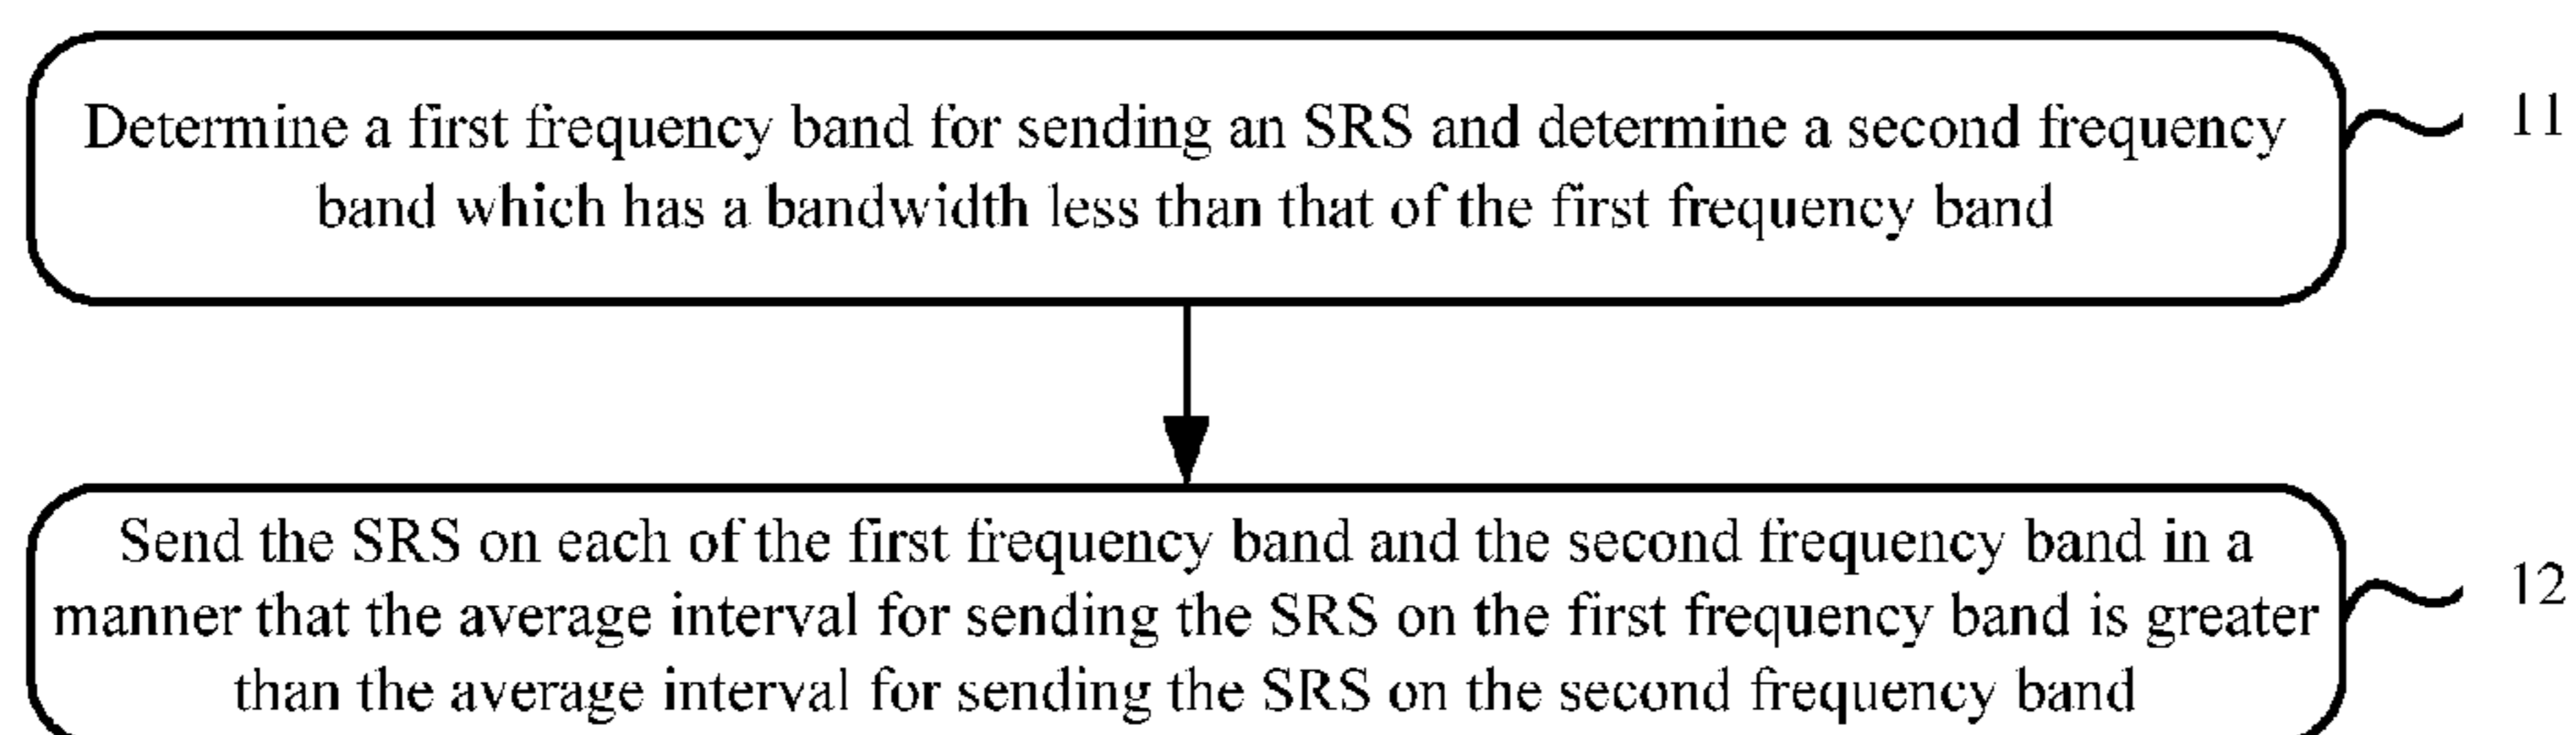 Determine a first frequency band for sending an SRS and determine a second frequency
band which has a bandwidth less than that of the first frequency band
11
Send the SRS on each of the first frequency band and the second frequency band in a
manner that the average interval for sending the SRS on the first frequency band is greater
than the average interval for sending the SRS on the second frequency band
12